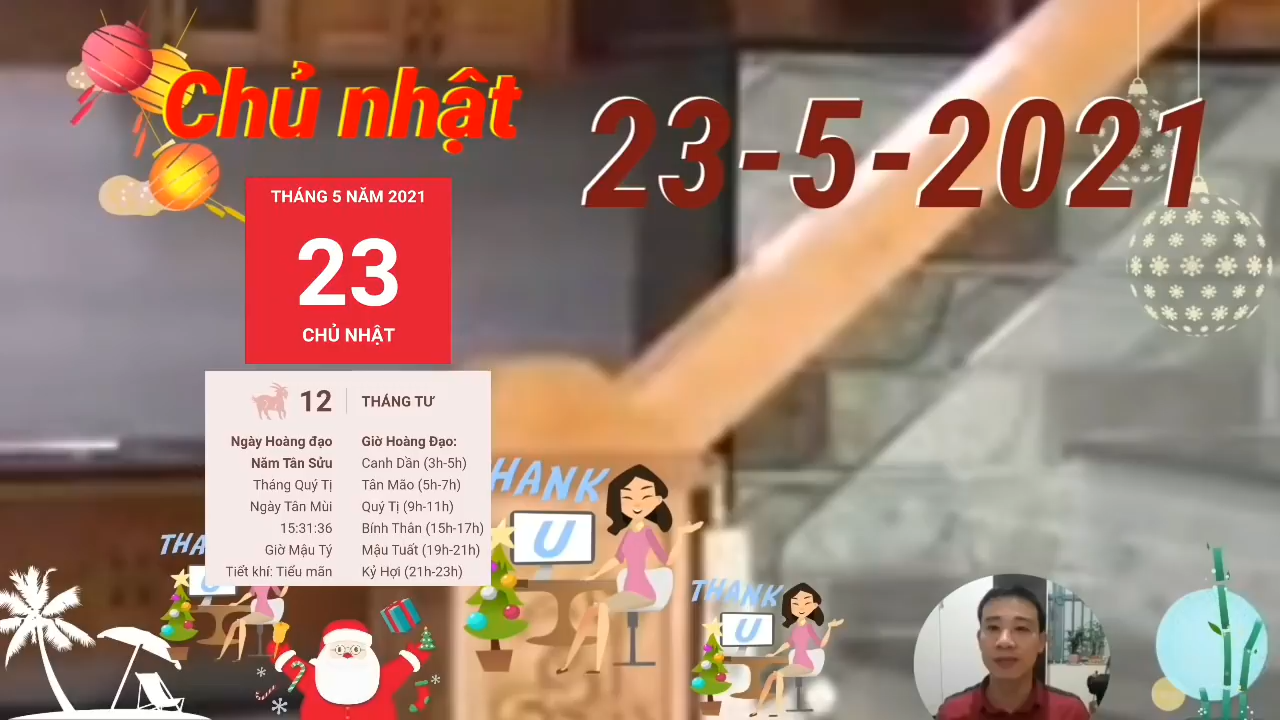 Chủ nhật
23-5-2021
THÁNG 5 NĂM 2021
23
CHỦ NHẬT
12
THÁNG TƯ
Ngày Hoàng đạo
Năm Tân Sửu
Tháng Quý Tị
Ngày Tân Mùi
15:31:36
Giờ Mậu Tý
Tiết khí: Tiểu mãn
Giờ Hoàng Đạo:
Canh Dần (3h-5h)
Tân Mão (5h-7h)
Quý Tị (9h-11h)
Bính Thân (15h-17h)
Mậu Tuất (19h-21h)
Kỷ Hợi (21h-23h)
HANK
U
THA
THANK
U